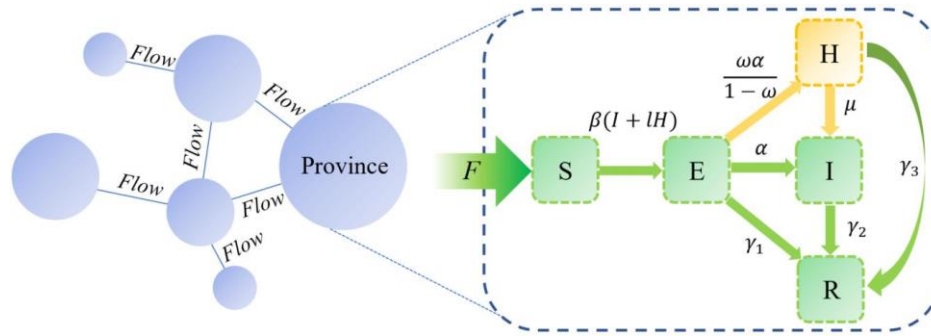 Flow
Flow
Flow
Flow
Flow
Flow
Province
F
S
β(I + lH)
E
ωα
1 − ω
α
γ₁
H
μ
I
γ₂
R
γ₃